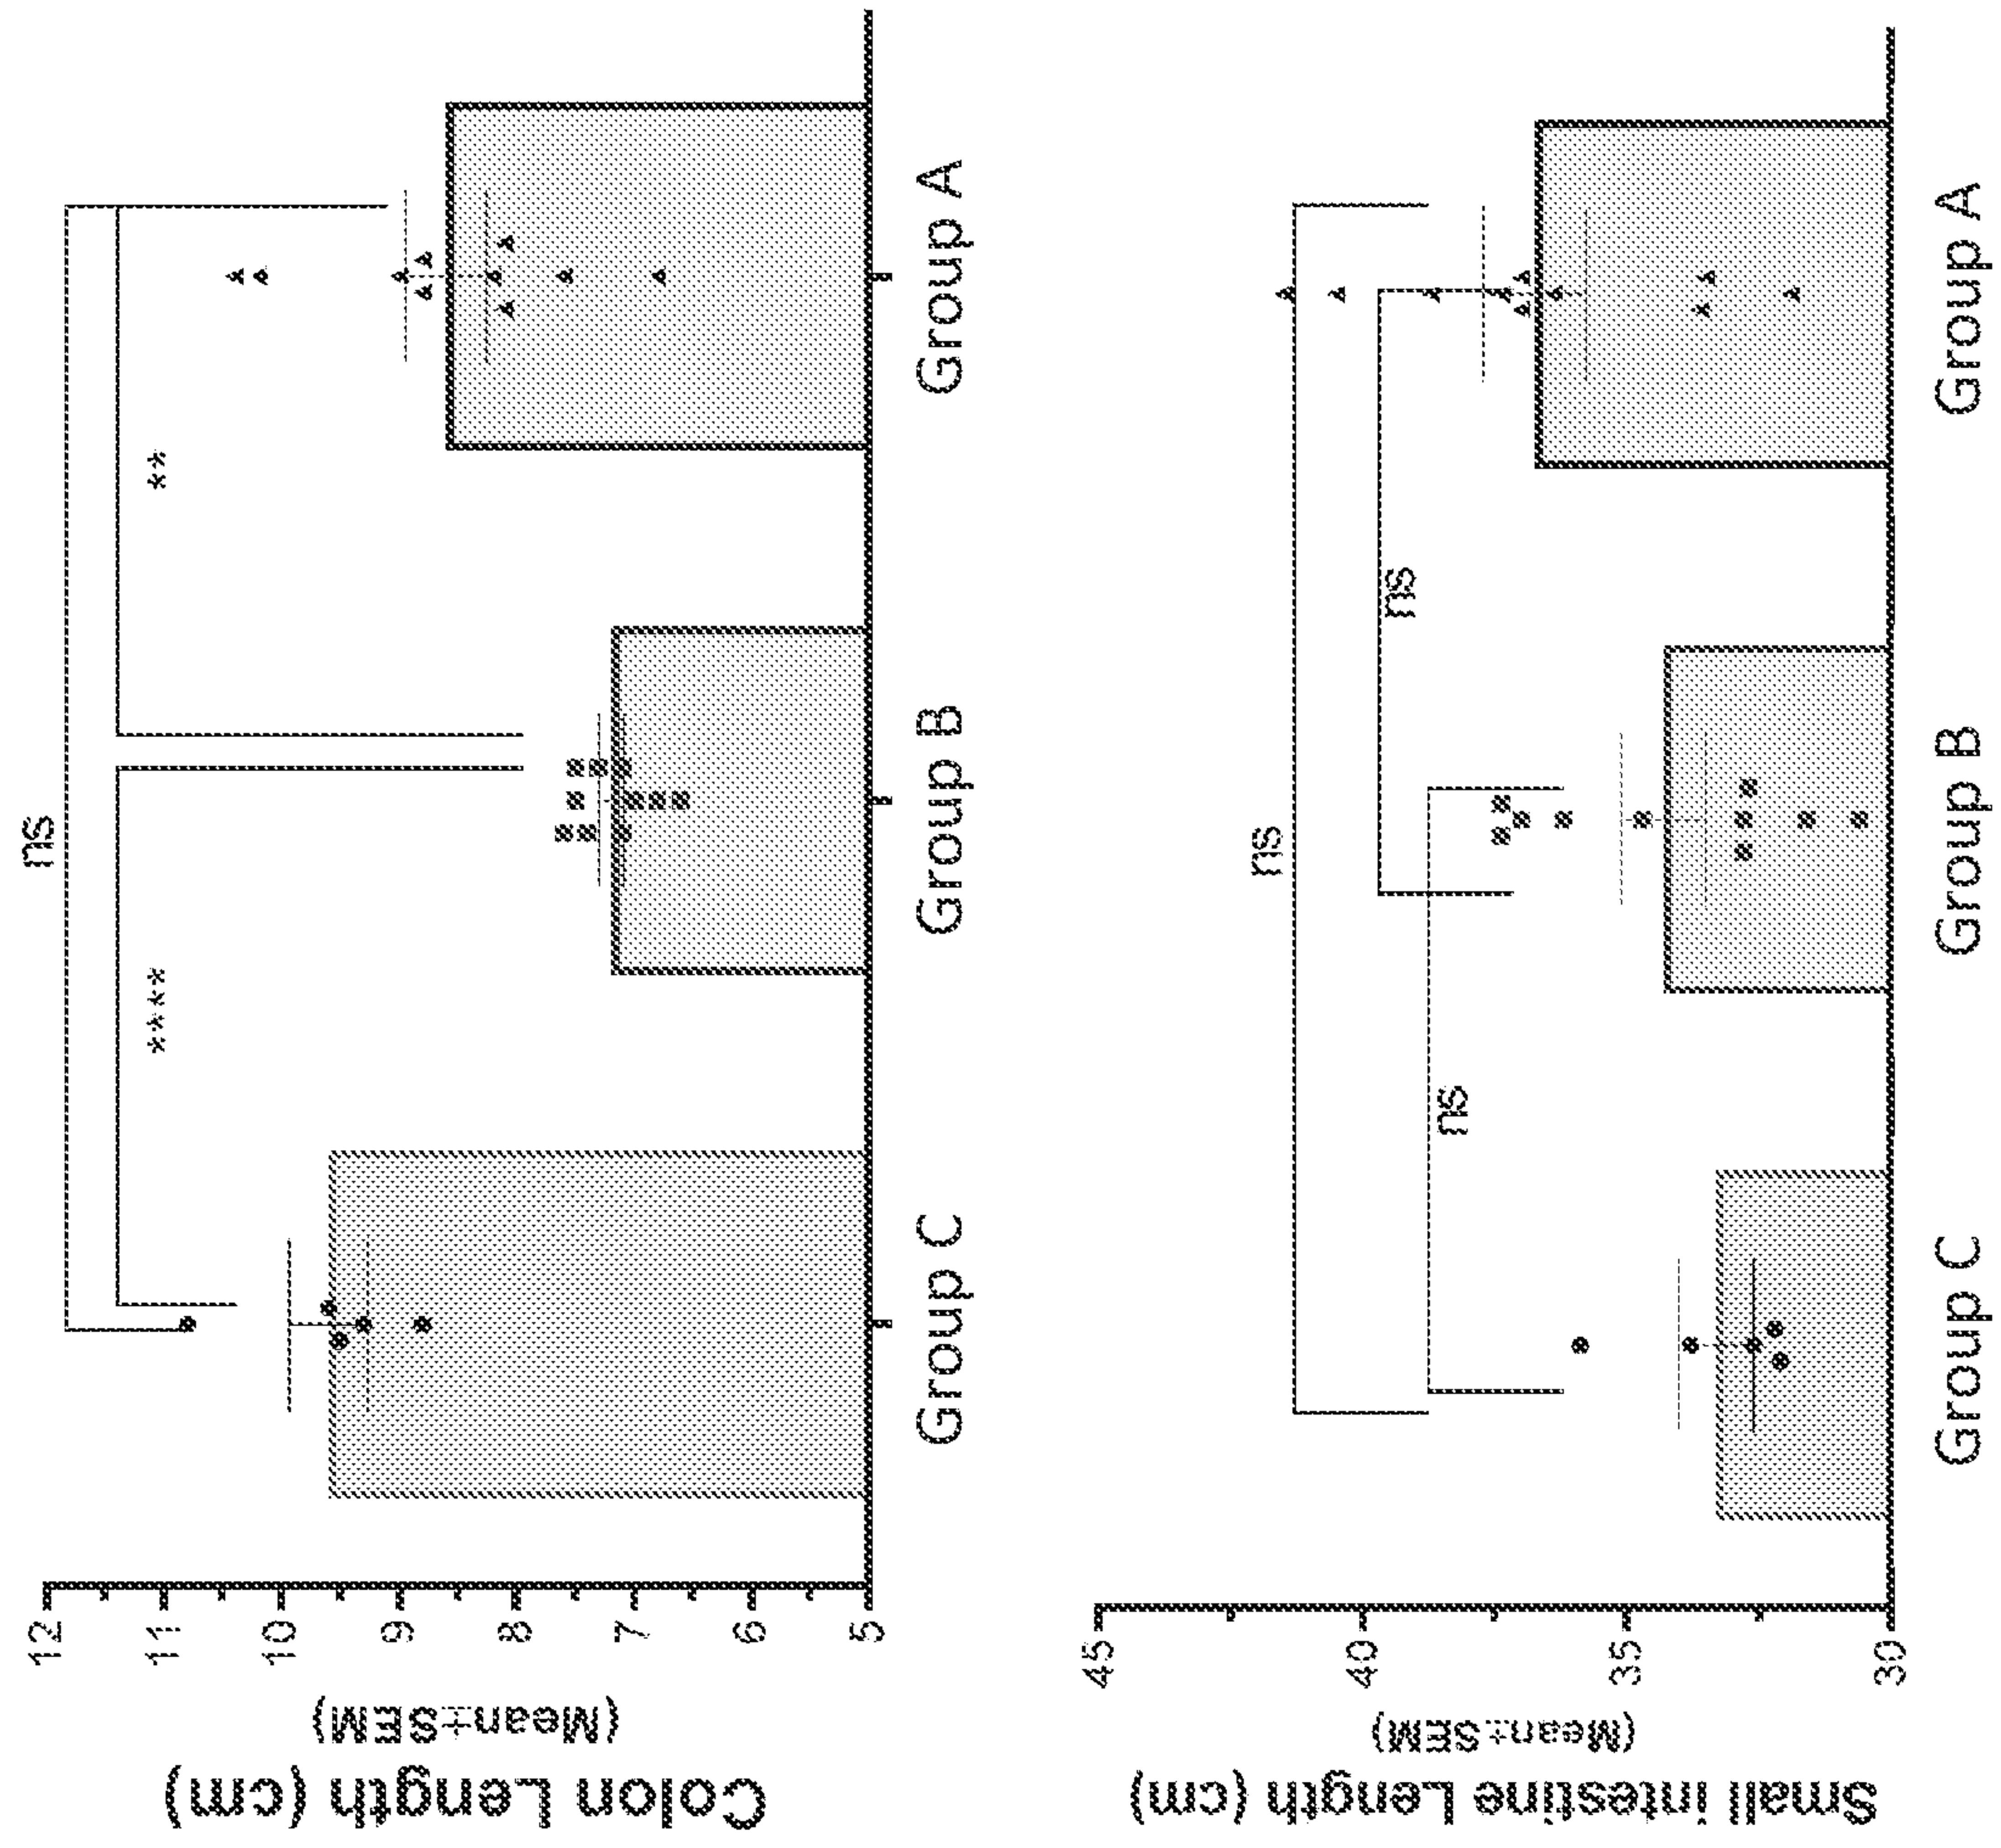 Colon Length (cm)
(Mean±SEM)
12
11
10
9
8
7
6
5
ns
****
**
Group C
Group B
Group A
Small intestine Length (cm)
(Mean±SEM)
45
40
35
30
ns
ns
ns
Group C
Group B
Group A